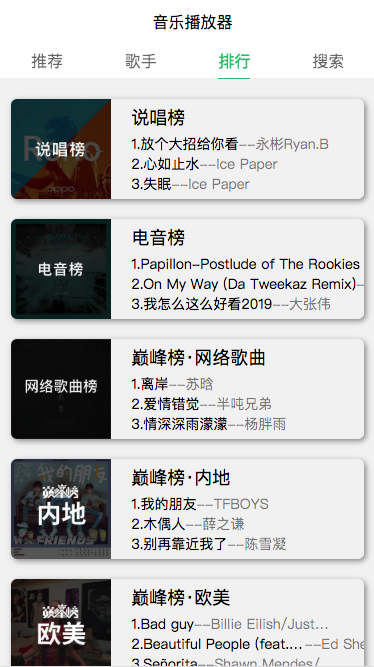 音乐播放器
推荐 歌手 排行 搜索
说唱榜
说唱榜
1.放个大招给你看--永彬Ryan.B
2.心如止水--Ice Paper
3.失眠--Ice Paper
电音榜
电音榜
1.Papillon-Postlude of The Rookies
2.On My Way (Da Tweekaz Remix)--
3.我怎么这么好看2019--大张伟
网络歌曲榜
巅峰榜·网络歌曲
1.离岸--苏晗
2.爱情错觉--半吨兄弟
3.情深深雨濛濛--杨胖雨
巅峰榜
内地
巅峰榜·内地
1.我的朋友--TFBOYS
2.木偶人--薛之谦
3.别再靠近我了--陈雪凝
巅峰榜
欧美
巅峰榜·欧美
1.Bad guy--Billie Eilish/Just...
2.Beautiful People (feat....--Ed She
3.Señorita--Shawn Mendes/